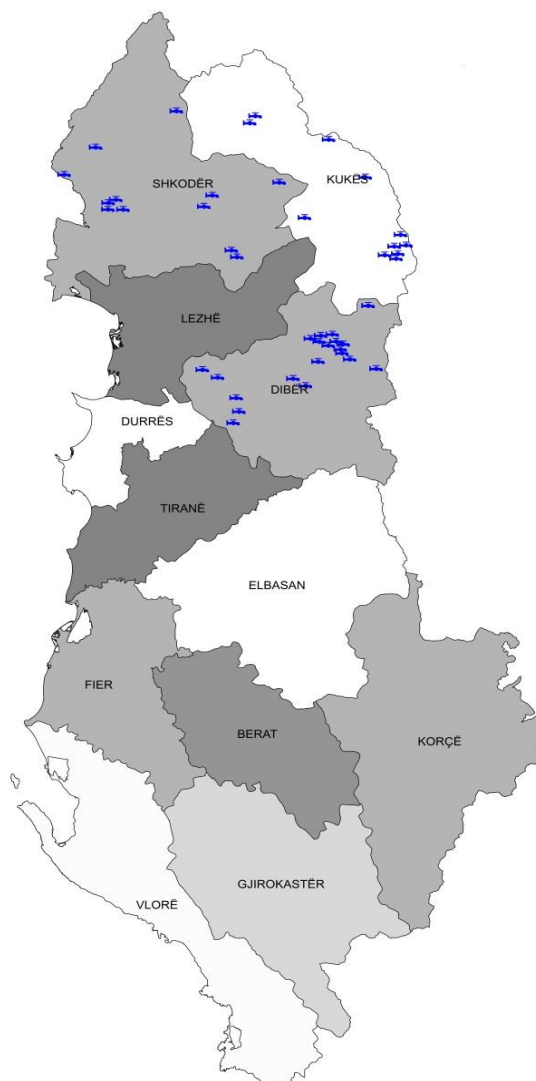 SHKODËR
KUKËS
LEZHË
DIBËR
DURRËS
TIRANË
ELBASAN
FIER
BERAT
KORÇË
GJIROKASTËR
VLORË